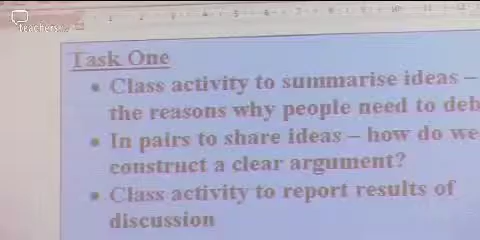 Teachers...
Task One
• Class activity to summarise ideas –
the reasons why people need to deb
• In pairs to share ideas – how do we
construct a clear argument?
• Class activity to report results of
discussion